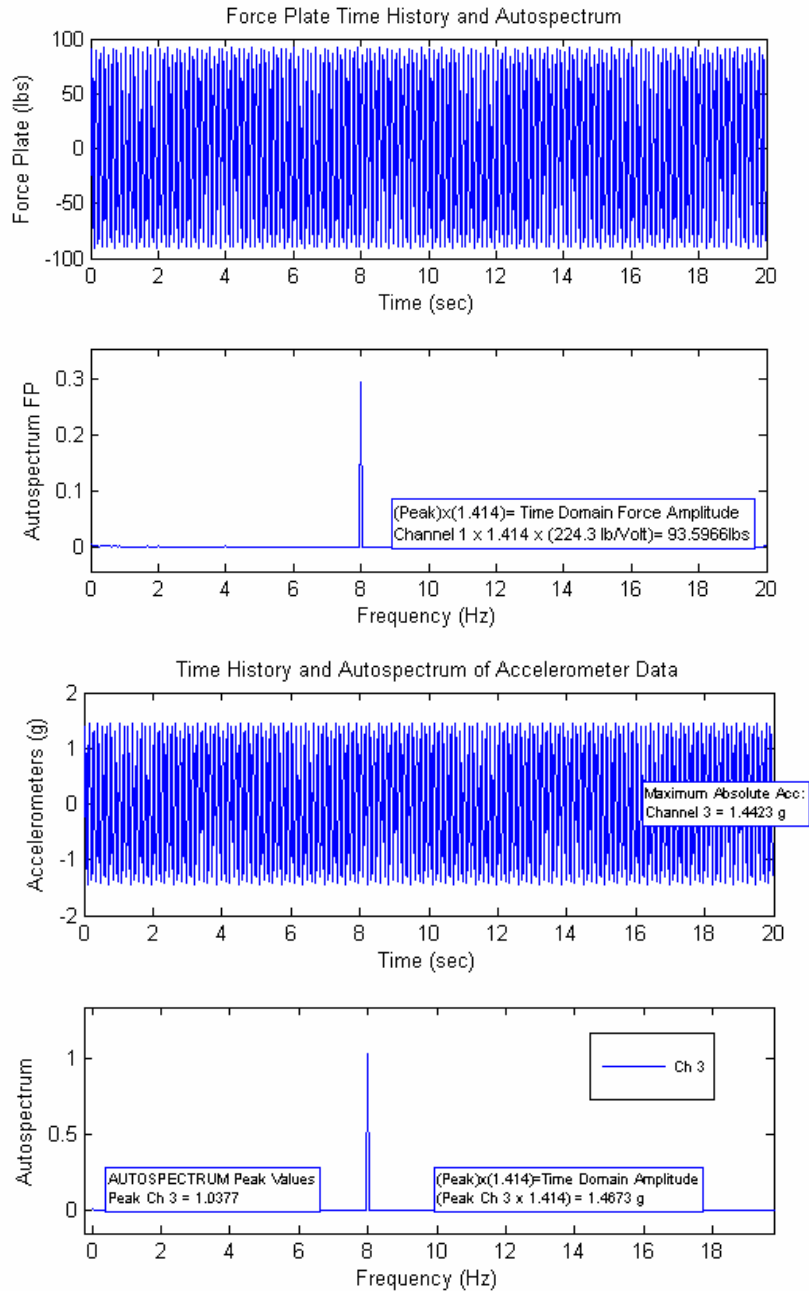 Force Plate Time History and Autospectrum
Force Plate (lbs)
100
50
0
-50
-100
0 2 4 6 8 10 12 14 16 18 20
Time (sec)
Autospectrum FP
0.3
0.2
0.1
0
(Peak)x(1.414)= Time Domain Force Amplitude
Channel 1 x 1.414 x (224.3 lb/Volt)= 93.5966lbs
0 2 4 6 8 10 12 14 16 18 20
Frequency (Hz)
Time History and Autospectrum of Accelerometer Data
Accelerometers (g)
2
1
0
-1
-2
Maximum Absolute Acc:
Channel 3 = 1.4423 g
0 2 4 6 8 10 12 14 16 18 20
Time (sec)
Autospectrum
1
0.5
0
Ch 3
AUTOSPECTRUM Peak Values
Peak Ch 3 = 1.0377
(Peak)x(1.414)=Time Domain Amplitude
(Peak Ch 3 x 1.414) = 1.4673 g
0 2 4 6 8 10 12 14 16 18
Frequency (Hz)